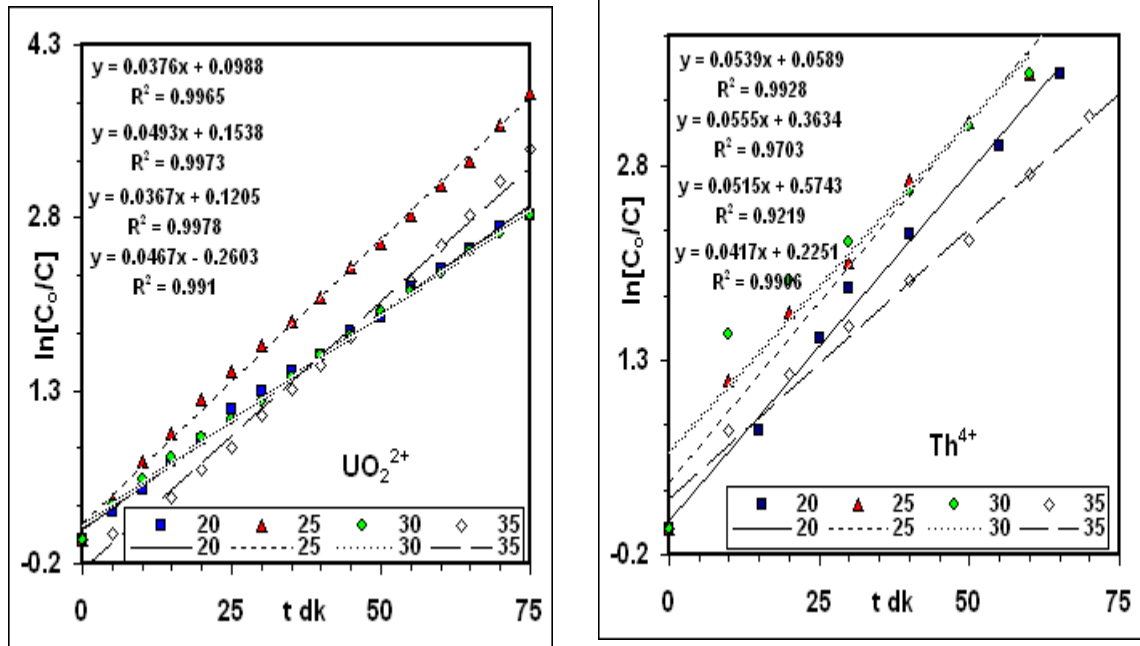 4.3
2.8
1.3
-0.2
ln[C₀/C]
y = 0.0376x + 0.0988
R² = 0.9965
y = 0.0493x + 0.1538
R² = 0.9973
y = 0.0367x + 0.1205
R² = 0.9978
y = 0.0467x - 0.2603
R² = 0.991
UO₂²⁺
20 25 30 35
20 25 30 35
0 25 t dk 50 75
2.8
1.3
-0.2
ln[C₀/C]
y = 0.0539x + 0.0589
R² = 0.9928
y = 0.0555x + 0.3634
R² = 0.9703
y = 0.0515x + 0.5743
R² = 0.9219
y = 0.0417x + 0.2251
R² = 0.9906
Th⁴⁺
20 25 30 35
20 25 30 35
0 25 t dk 50 75